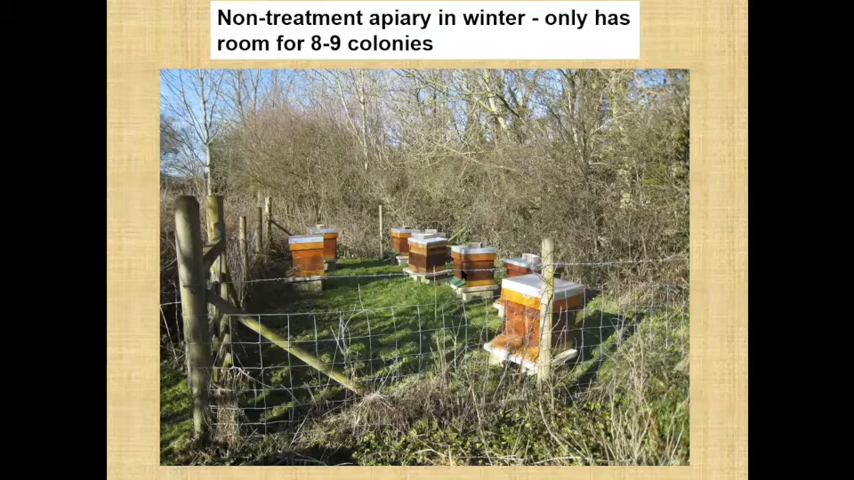 Non-treatment apiary in winter - only has
room for 8-9 colonies